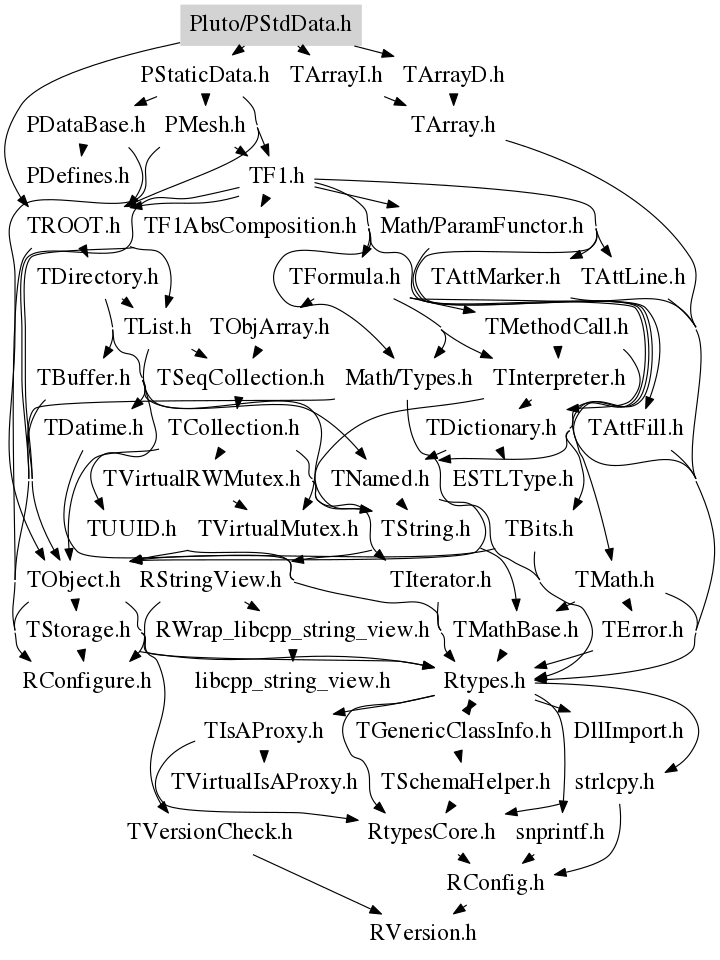 Pluto/PStdData.h
PStaticData.h
TArrayI.h
TArrayD.h
PDataBase.h
PMesh.h
TArray.h
PDefines.h
TF1.h
TROOT.h
TF1AbsComposition.h
Math/ParamFunctor.h
TDirectory.h
TFormula.h
TAttMarker.h
TAttLine.h
TList.h
TObjArray.h
TMethodCall.h
TBuffer.h
TSeqCollection.h
Math/Types.h
TInterpreter.h
TDatime.h
TCollection.h
TDictionary.h
TAttFill.h
TVirtualRWMutex.h
TNamed.h
ESTLType.h
TUUID.h
TVirtualMutex.h
TString.h
TBits.h
TObject.h
RStringView.h
TIterator.h
TMath.h
TStorage.h
RWrap_libcpp_string_view.h
TMathBase.h
TError.h
RConfigure.h
libcpp_string_view.h
Rtypes.h
TIsAProxy.h
TGenericClassInfo.h
DllImport.h
TVirtualIsAProxy.h
TSchemaHelper.h
strlcpy.h
TVersionCheck.h
RtypesCore.h
snprintf.h
RConfig.h
RVersion.h